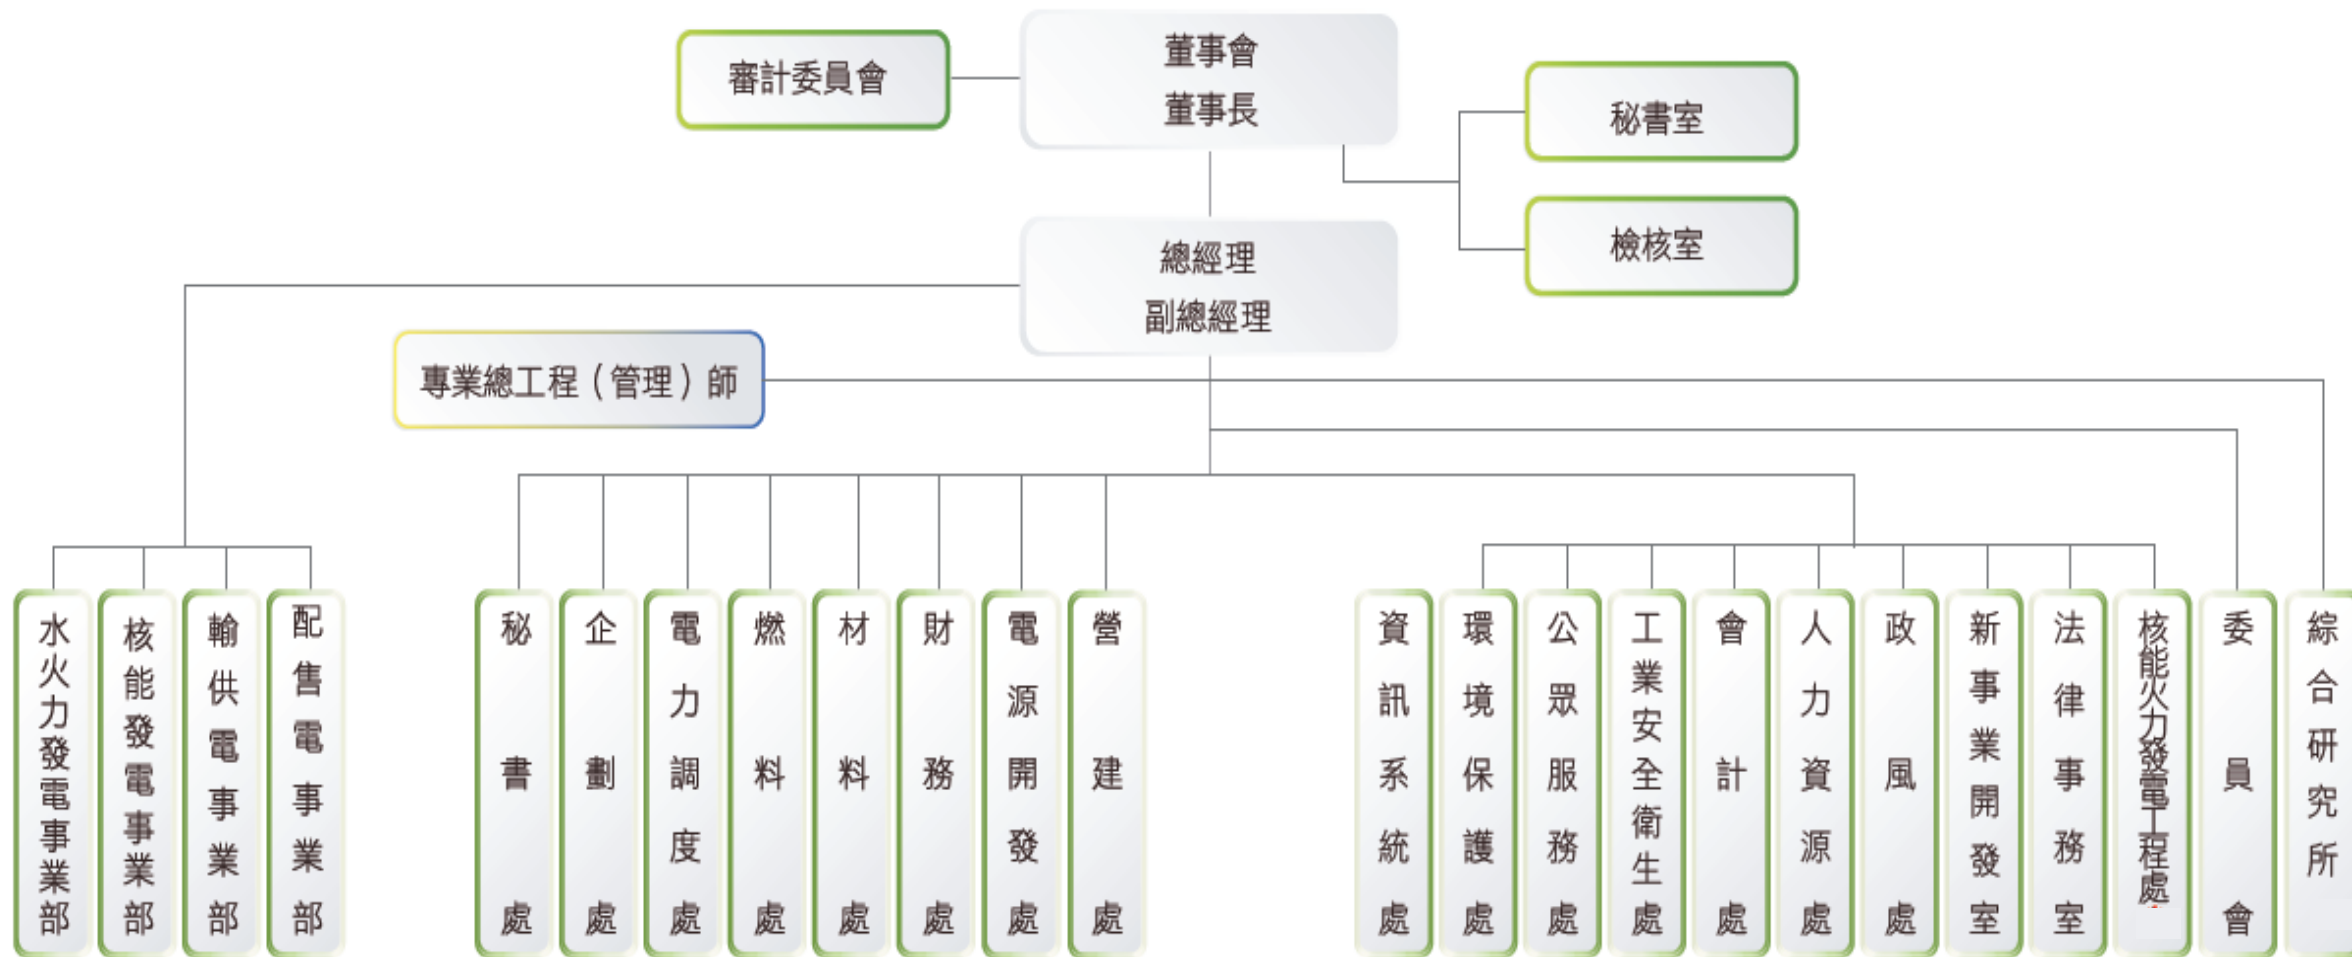 董事會
董事長
審計委員會
秘書室
檢核室
總經理
副總經理
專業總工程（管理）師
水火力發電事業部
核能發電事業部
輸供電事業部
配售電事業部
秘書處
企劃處
電力調度處
燃料處
材料處
財務處
電源開發處
營建處
資訊系統處
環境保護處
公眾服務處
工業安全衛生處
會計處
人力資源處
政風處
新事業開發室
法律事務室
核能火力發電工程處
委員會
綜合研究所